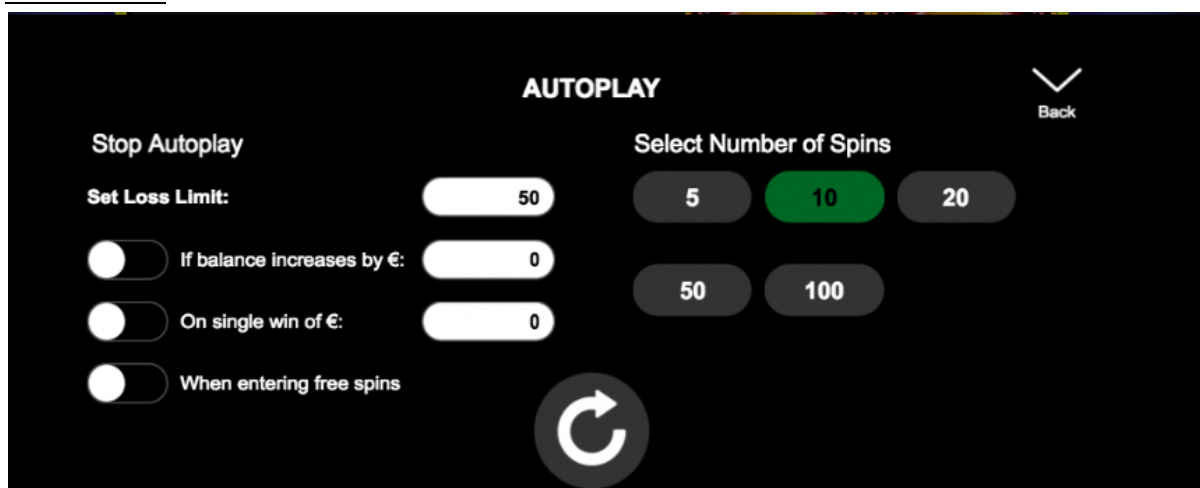 AUTOPLAY
Back
Stop Autoplay
Select Number of Spins
Set Loss Limit: 50
5 10 20
If balance increases by €: 0
50 100
On single win of €: 0
When entering free spins